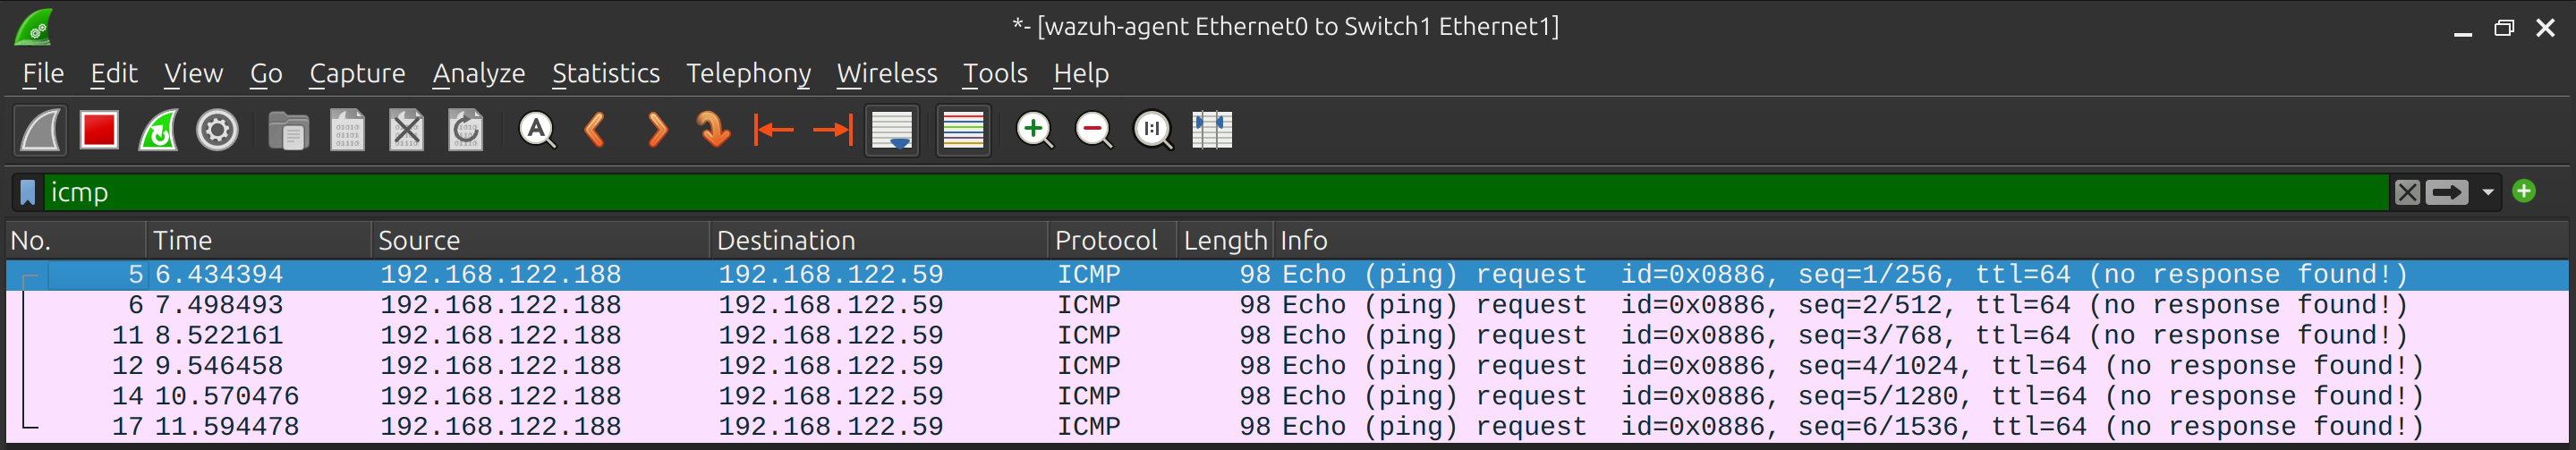 *- [wazuh-agent Ethernet0 to Switch1 Ethernet1]
File Edit View Go Capture Analyze Statistics Telephony Wireless Tools Help
icmp
No. Time Source Destination Protocol Length Info
5 6.434394 192.168.122.188 192.168.122.59 ICMP 98 Echo (ping) request id=0x0886, seq=1/256, ttl=64 (no response found!)
6 7.498493 192.168.122.188 192.168.122.59 ICMP 98 Echo (ping) request id=0x0886, seq=2/512, ttl=64 (no response found!)
11 8.522161 192.168.122.188 192.168.122.59 ICMP 98 Echo (ping) request id=0x0886, seq=3/768, ttl=64 (no response found!)
12 9.546458 192.168.122.188 192.168.122.59 ICMP 98 Echo (ping) request id=0x0886, seq=4/1024, ttl=64 (no response found!)
14 10.570476 192.168.122.188 192.168.122.59 ICMP 98 Echo (ping) request id=0x0886, seq=5/1280, ttl=64 (no response found!)
17 11.594478 192.168.122.188 192.168.122.59 ICMP 98 Echo (ping) request id=0x0886, seq=6/1536, ttl=64 (no response found!)